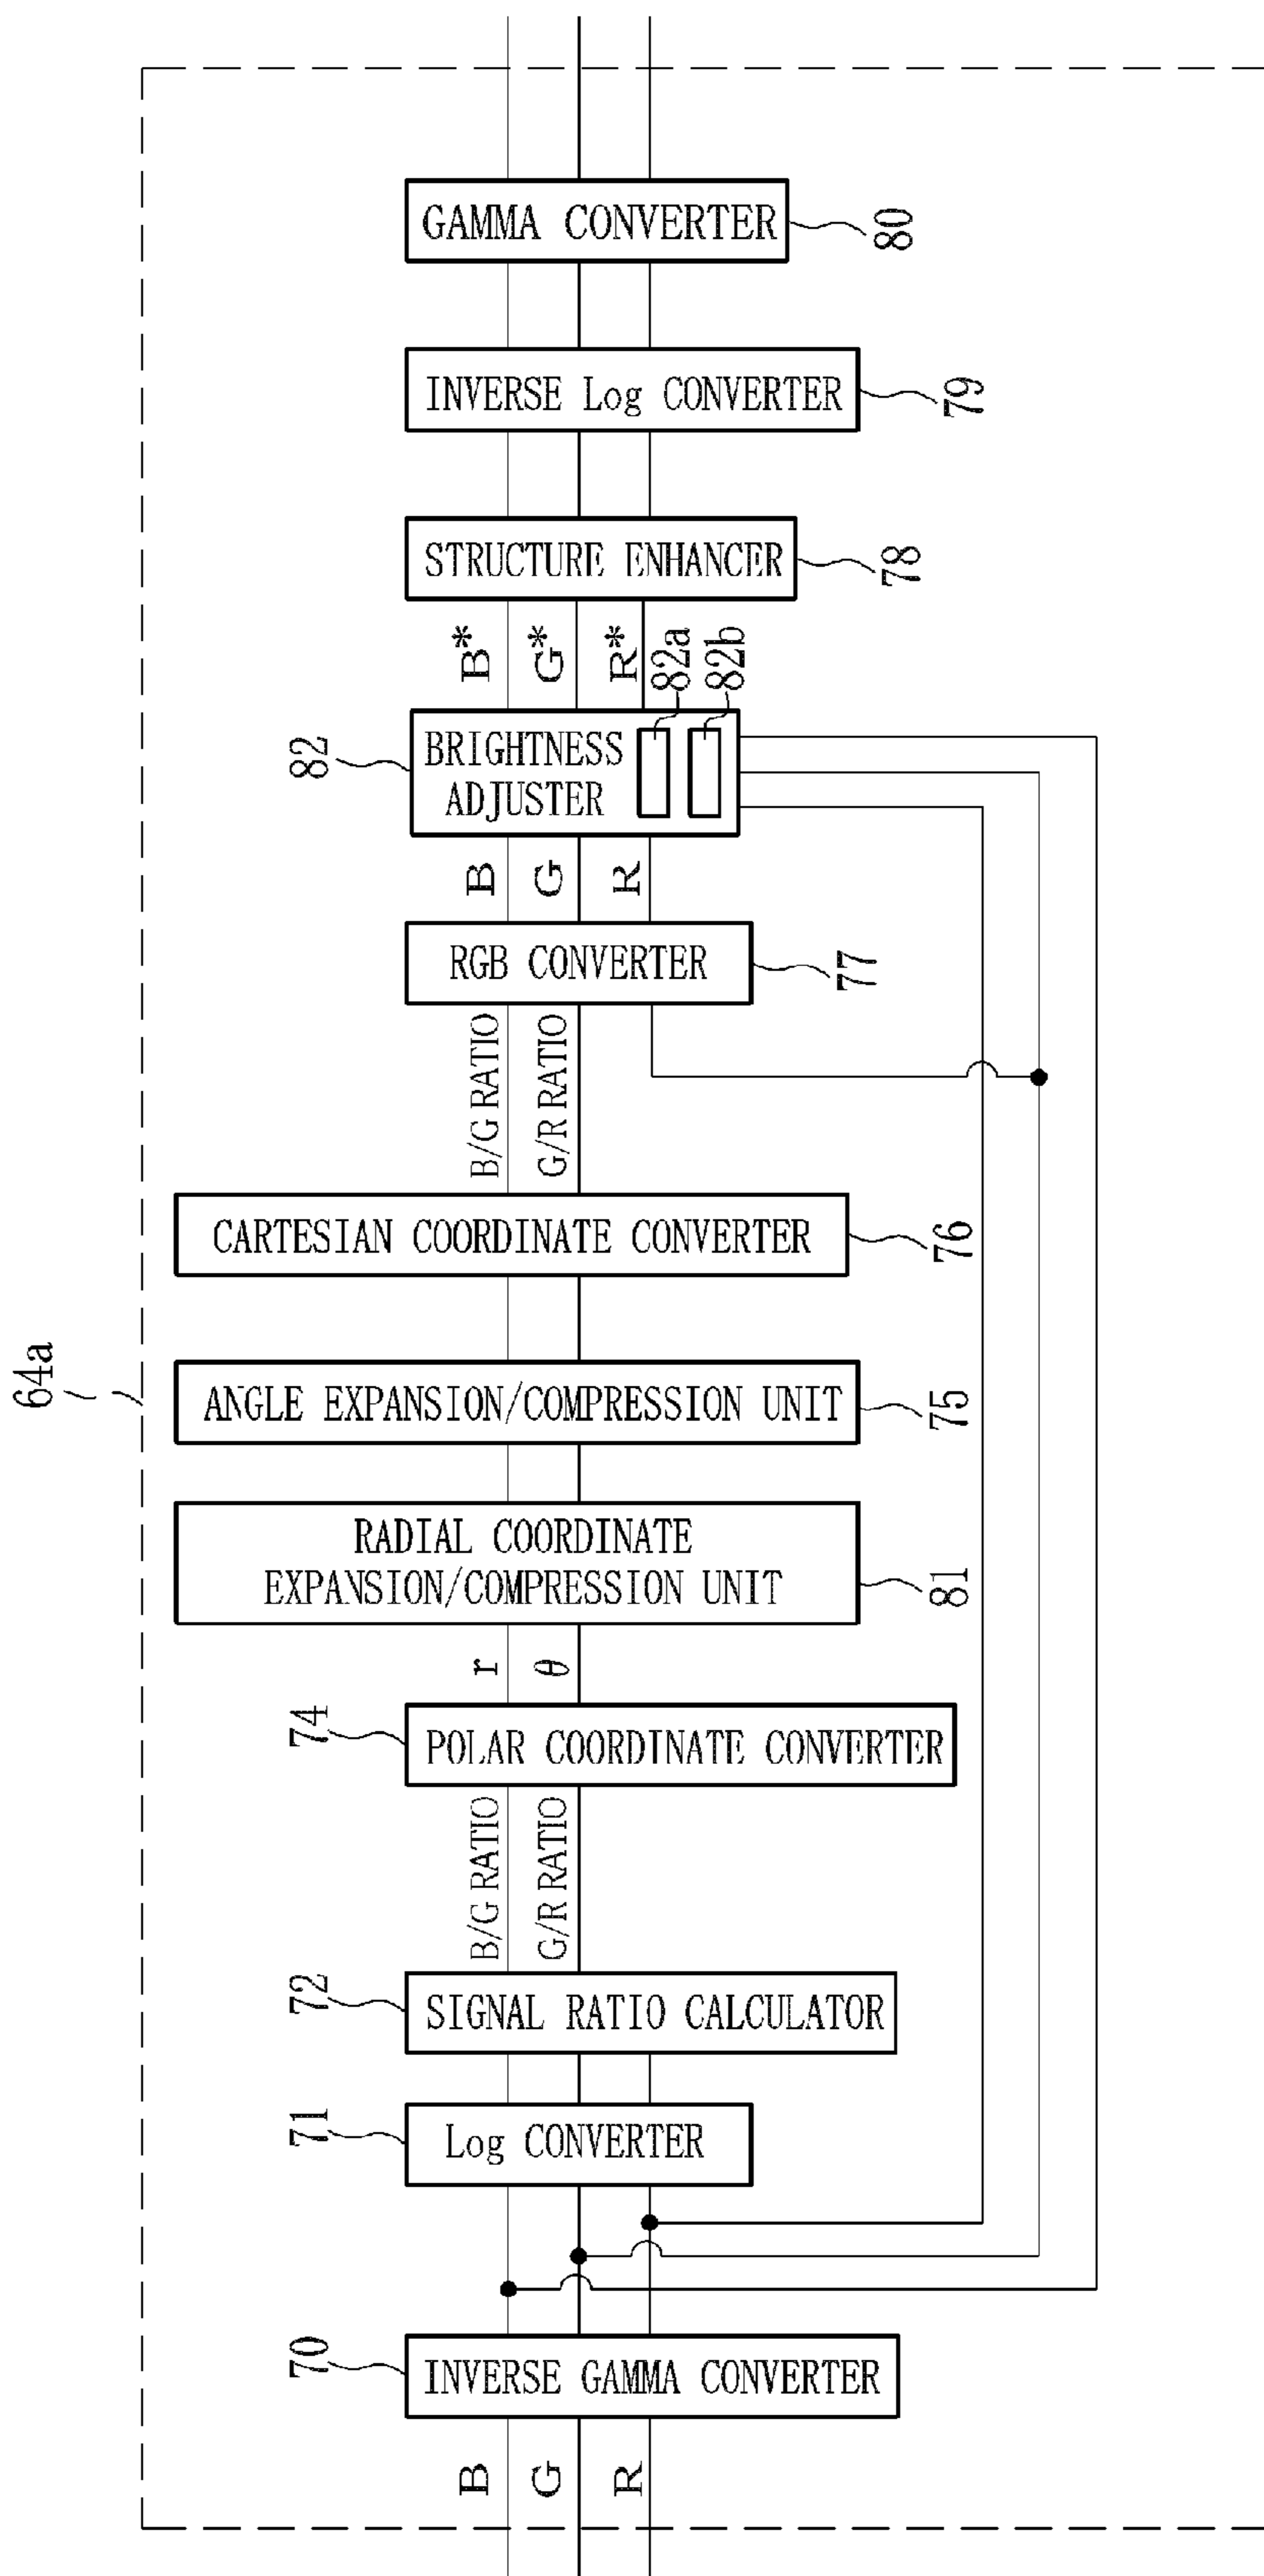 64a
B
G
R
70
INVERSE GAMMA CONVERTER
71
Log CONVERTER
72
SIGNAL RATIO CALCULATOR
B/G RATIO
G/R RATIO
74
POLAR COORDINATE CONVERTER
r
θ
RADIAL COORDINATE
EXPANSION/COMPRESSION UNIT
81
ANGLE EXPANSION/COMPRESSION UNIT
75
CARTESIAN COORDINATE CONVERTER
76
B/G RATIO
G/R RATIO
RGB CONVERTER
77
B
G
R
82
BRIGHTNESS
ADJUSTER
82a
82b
B*
G*
R*
STRUCTURE ENHANCER
78
INVERSE Log CONVERTER
79
GAMMA CONVERTER
80